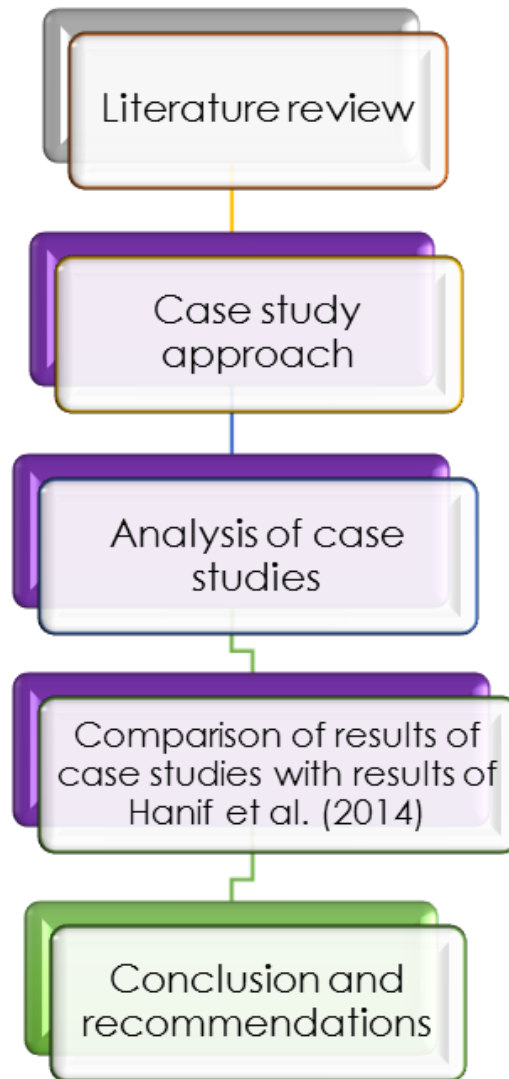 Literature review
Case study
approach
Analysis of case
studies
Comparison of results of
case studies with results of
Hanif et al. (2014)
Conclusion and
recommendations